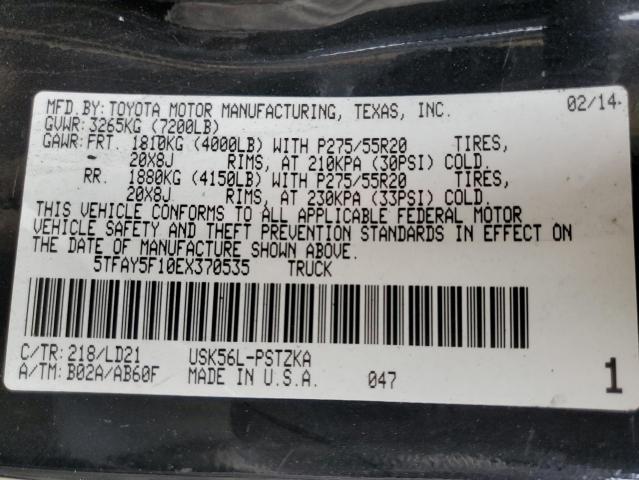 MFD.BY:TOYOTA MOTOR MANUFACTURING, TEXAS, INC. 02/14
GVWR:3265KG (7200LB)
GAWR:FRT. 1810KG (4000LB) WITH P275/55R20 TIRES,
20X8J RIMS, AT 210KPA (30PSI) COLD.
RR. 1880KG (4150LB) WITH P275/55R20 TIRES,
20X8J RIMS, AT 230KPA (33PSI) COLD.
THIS VEHICLE CONFORMS TO ALL APPLICABLE FEDERAL MOTOR
VEHICLE SAFETY AND THEFT PREVENTION STANDARDS IN EFFECT ON
THE DATE OF MANUFACTURE SHOWN ABOVE.
5TFAY5F10EX370535 TRUCK
C/TR:218/LD21 USK56L-PSTZKA
A/TM:B02A/AB60F MADE IN U.S.A. 047 1